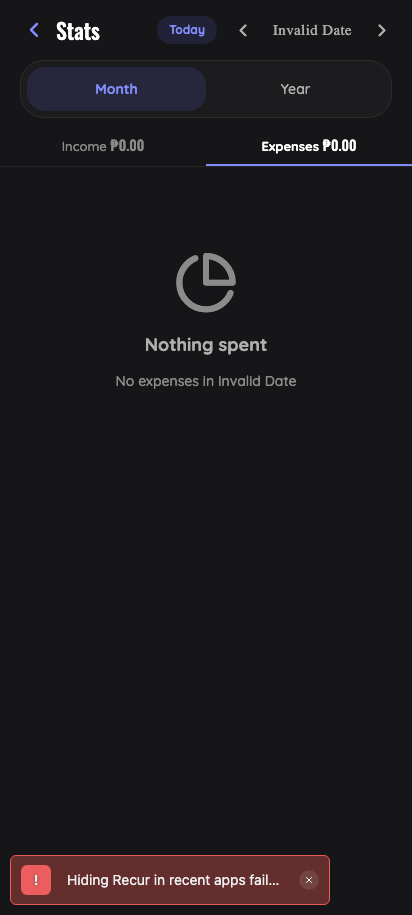 Stats
Today
Invalid Date
Month
Year
Income ₱0.00
Expenses ₱0.00
Nothing spent
No expenses in Invalid Date
!
Hiding Recur in recent apps fail...